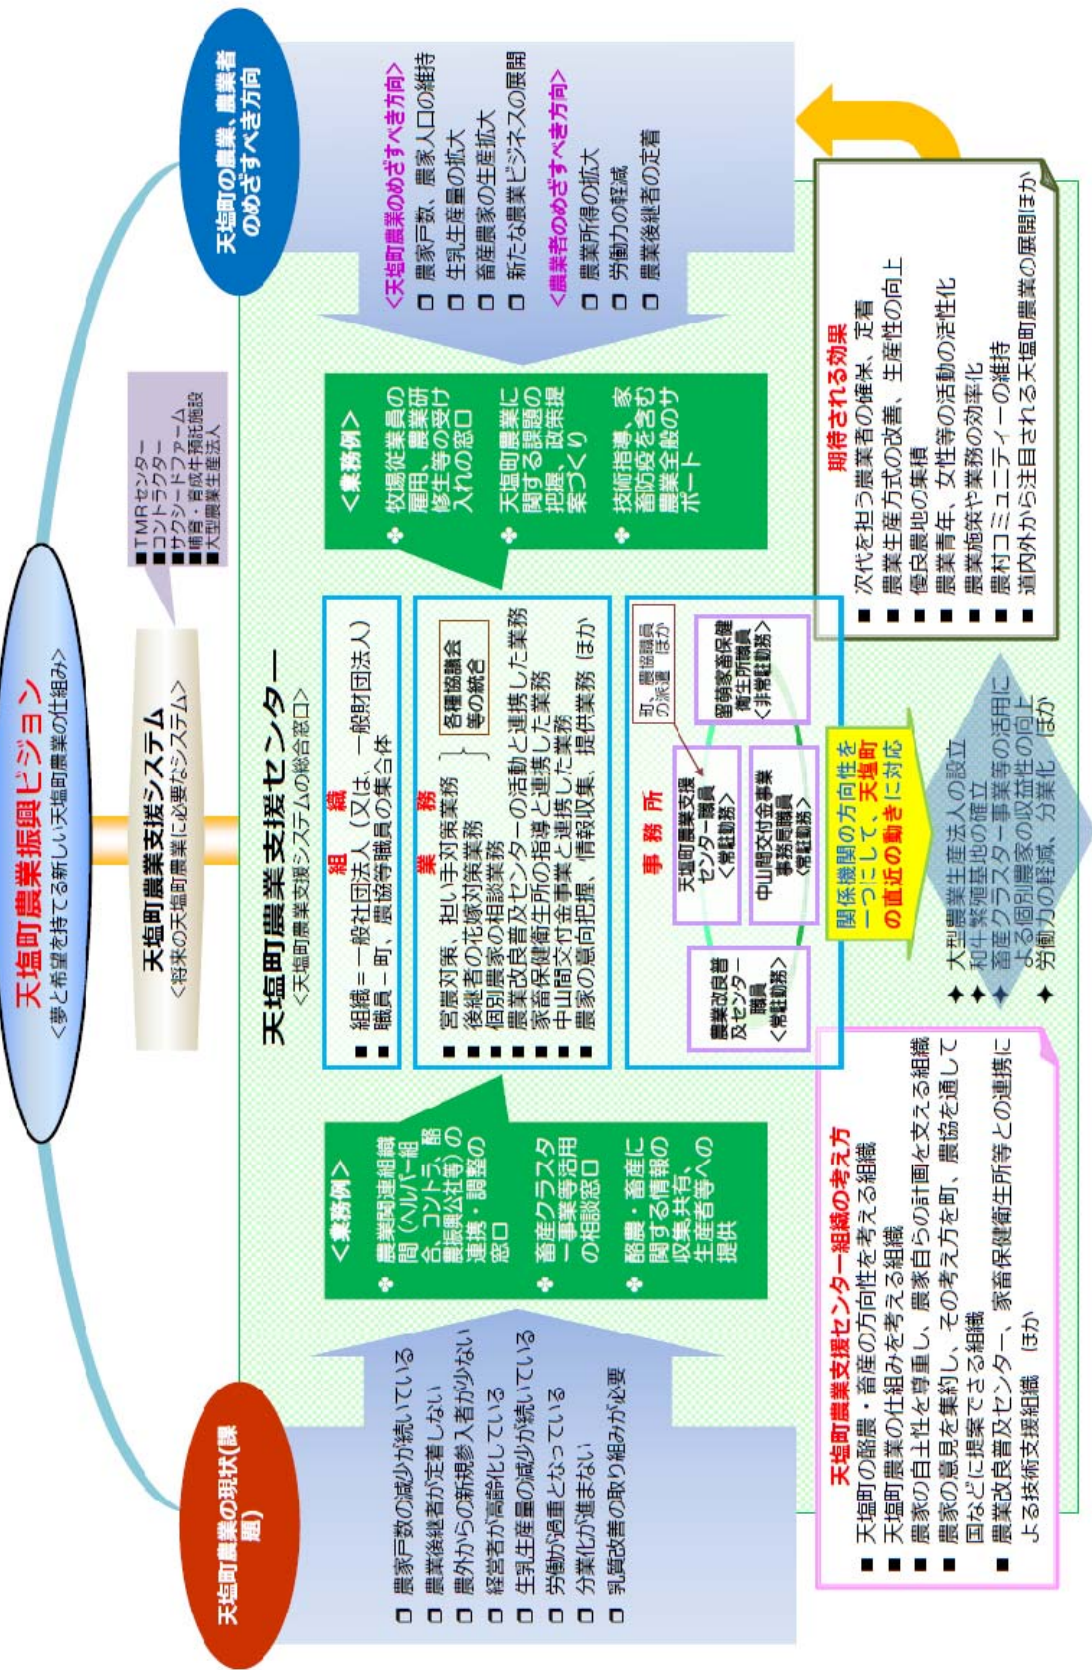 天塩町農業振興ビジョン
<夢と希望を持てる新しい天塩町農業の仕組み>
天塩町農業支援システム
<将来の天塩町農業に必要なシステム>
■TMRセンター
■コントラクター
■サクシードファーム
■哺育・育成牛預託施設
■大型農業生産法人
天塩町農業の現状(課
題)
❒ 農家戸数の減少が続いている
❒ 農業後継者が定着しない
❒ 農外からの新規参入者が少ない
❒ 経営者が高齢化している
❒ 生乳生産量の減少が続いている
❒ 労働が過重となっている
❒ 分業化が進まない
❒ 乳質改善の取り組みが必要
天塩町農業支援センター
<天塩町農業支援システムの総合窓口>
<業務例>
❖ 農業関連組織
間(ヘルパー組
合、コントラ、酪
農振興公社等)の
連携・調整の
窓口
❖ 畜産クラスタ
ー事業等活用
の相談窓口
❖ 酪農・畜産に
関する情報の
収集共有、
生産者等への
提供
組　織
■ 組織=一般社団法人(又は、一般財団法人)
■ 職員-町、農協等職員の集合体
業　務
■ 営農対策、担い手対策業務
■ 後継者の花嫁対策業務
■ 個別農家の相談業務
■ 農業改良普及センターの活動と連携した業務
■ 家畜保健衛生所の指導と連携した業務
■ 中山間交付金事業と連携した業務
■ 農家の意向把握、情報収集、提供業務 ほか
各種協議会
等の統合
事 務 所
町、農協職員
の派遣 ほか
農業改良普
及センター
職員
<常駐勤務>
天塩町農業支援
センター職員
<常駐勤務>
中山間交付金事業
事務局職員
<常駐勤務>
留萌家畜保健
衛生所職員
<非常駐勤務>
<業務例>
❖ 牧場従業員の
雇用、農業研
修生等の受け
入れの窓口
❖ 天塩町農業に
関する課題の
把握、政策提
案づくり
❖ 技術指導、家
畜防疫を含む
農業全般のサ
ポート
天塩町の農業、農業者
のめざすべき方向
<天塩町農業のめざすべき方向>
❒ 農家戸数、農家人口の維持
❒ 生乳生産量の拡大
❒ 畜産農家の生産拡大
❒ 新たな農業ビジネスの展開
<農業者のめざすべき方向>
❒ 農業所得の拡大
❒ 労働力の軽減
❒ 農業後継者の定着
天塩町農業支援センター組織の考え方
■ 天塩町の酪農・畜産の方向性を考える組織
■ 天塩町農業の仕組みを考える組織
■ 農家の自主性を尊重し、農家自らの計画を支える組織
■ 農家の意見を集約し、その考え方を町、農協を通して
国などに提案できる組織
■ 農業改良普及センター、家畜保健衛生所等との連携に
よる技術支援組織 ほか
関係機関の方向性を
一つにして、天塩町
の直近の動きに対応
✦ 大型農業生産法人の設立
✦ 和牛繁殖基地の確立
✦ 畜産クラスター事業等の活用に
よる個別農家の収益性の向上
✦ 労働力の軽減、分業化 ほか
期待される効果
■ 次代を担う農業者の確保、定着
■ 農業生産方式の改善、生産性の向上
■ 優良農地の集積
■ 農業青年、女性等の活動の活性化
■ 農業施策や業務の効率化
■ 農村コミュニティーの維持
■ 道内外から注目される天塩町農業の展開ほか